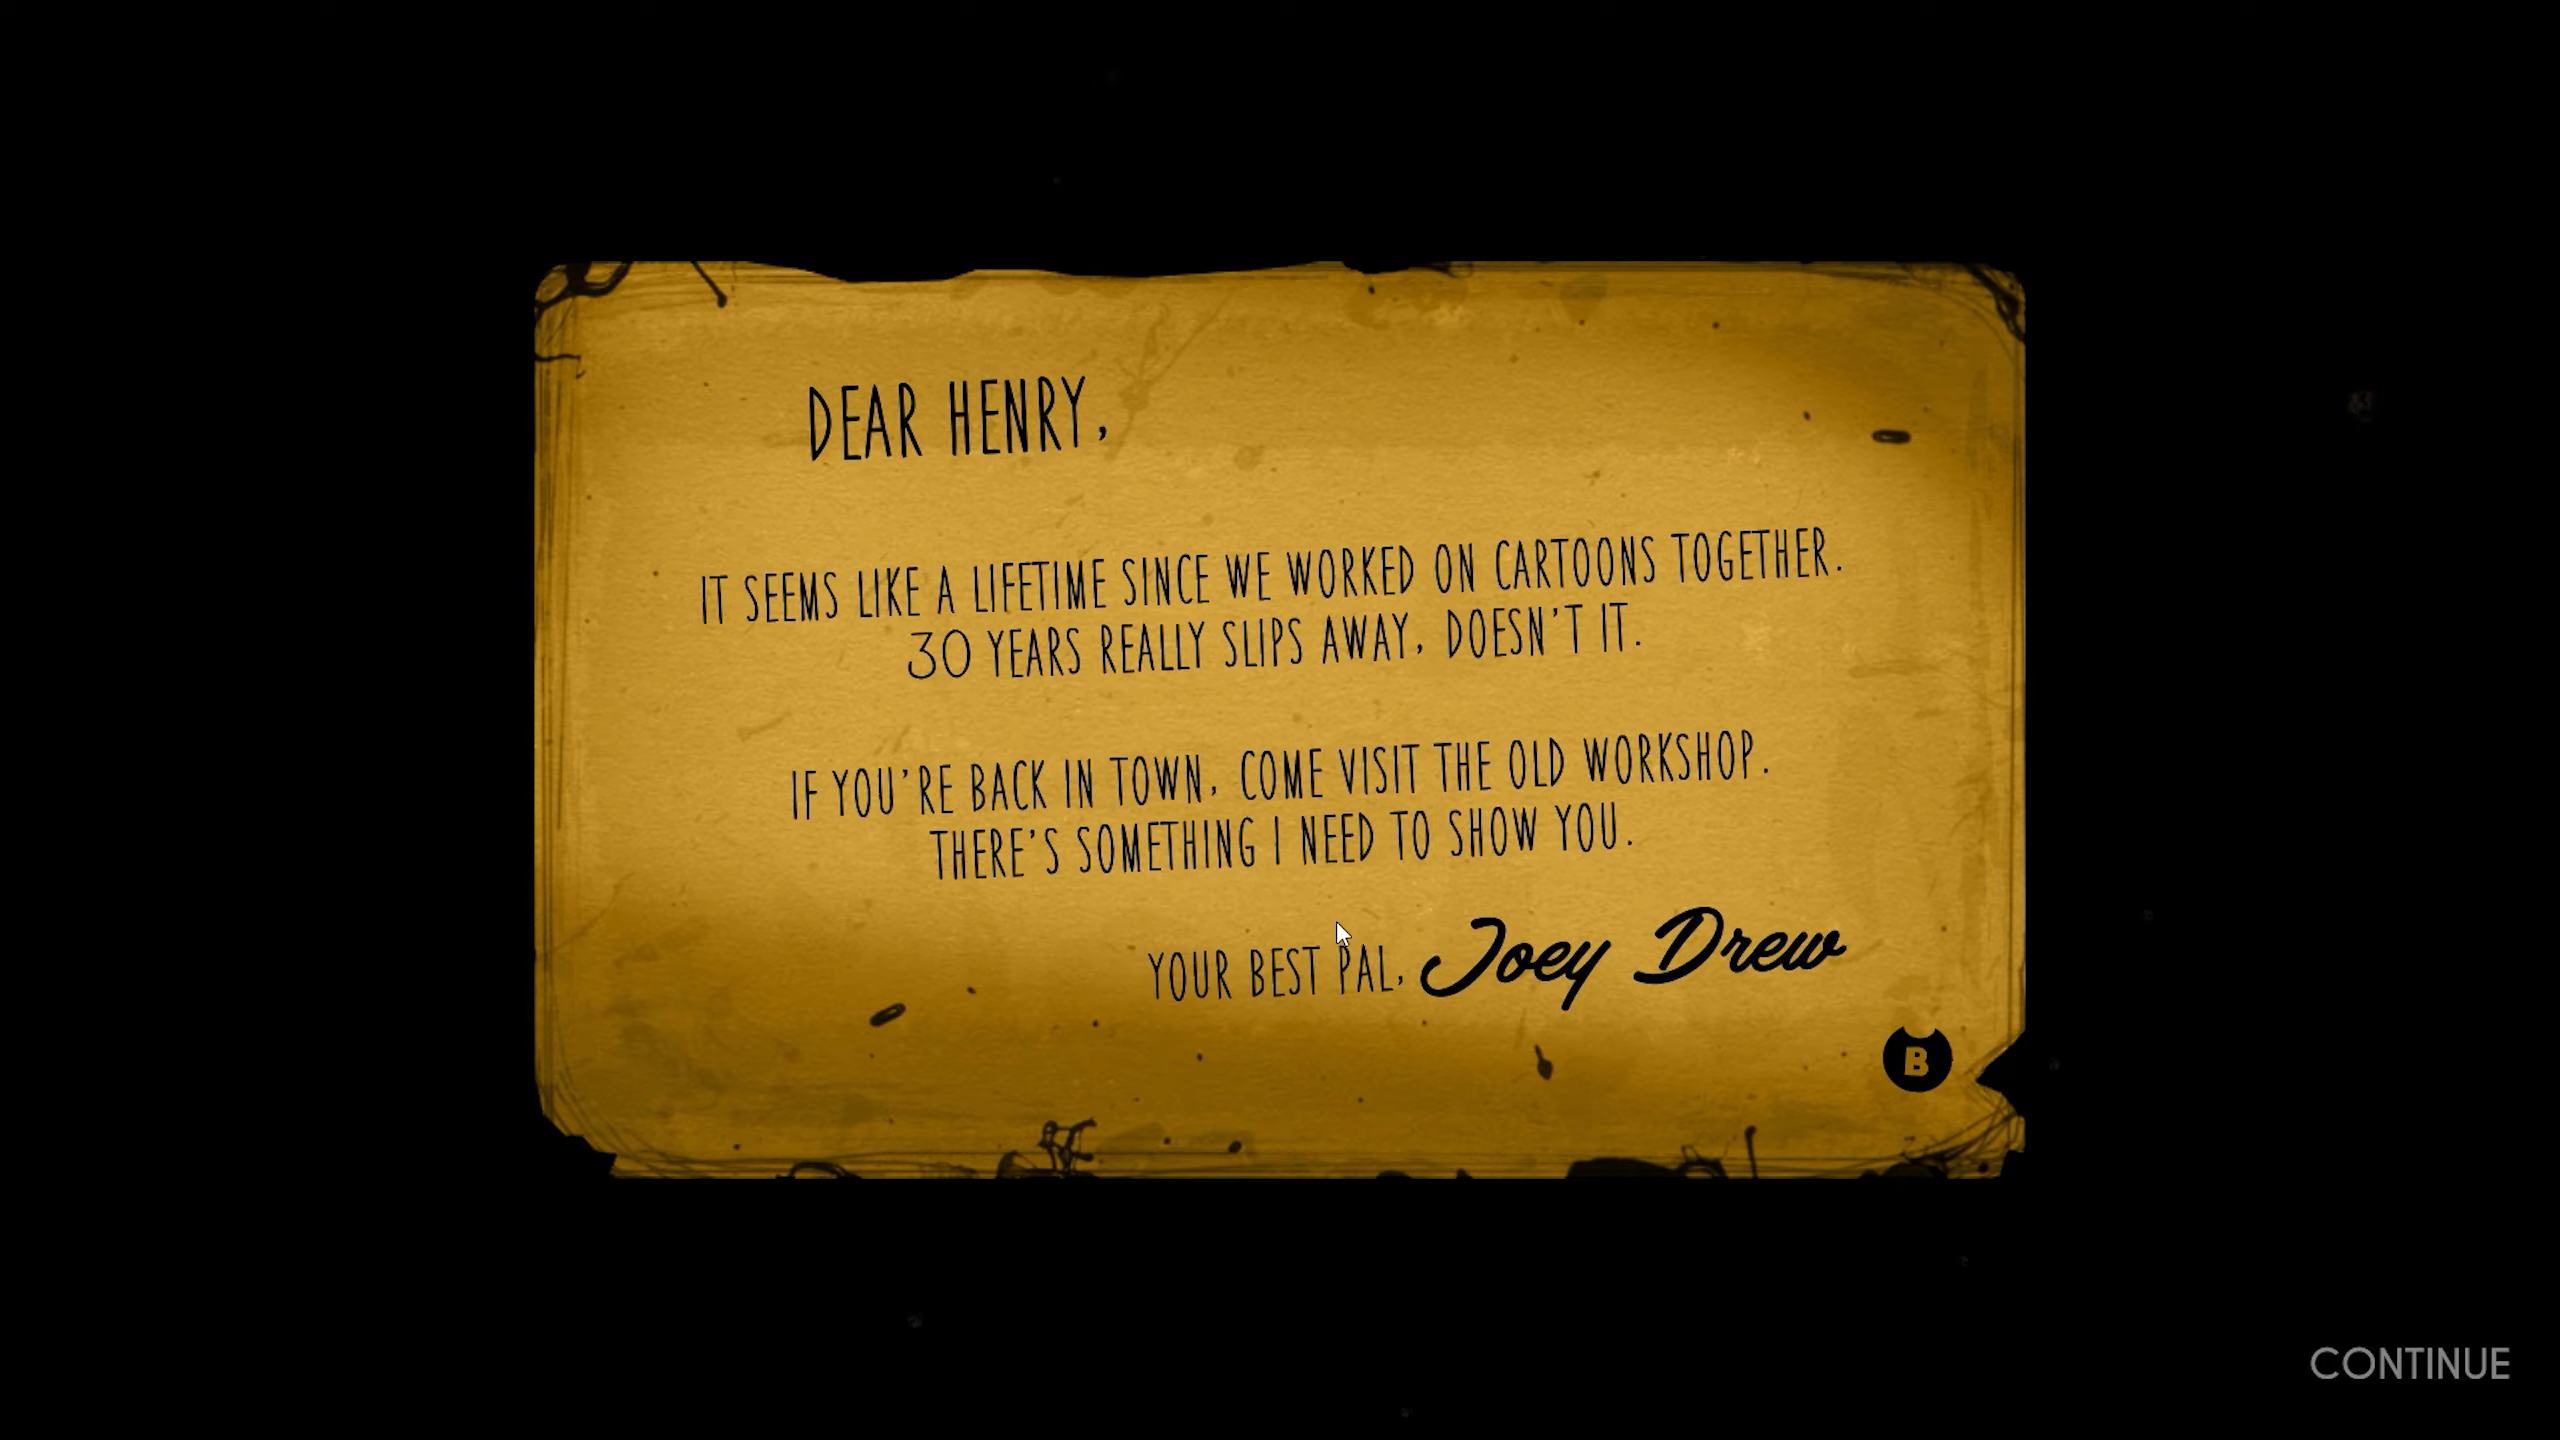 DEAR HENRY,
IT SEEMS LIKE A LIFETIME SINCE WE WORKED ON CARTOONS TOGETHER.
30 YEARS REALLY SLIPS AWAY, DOESN'T IT.
IF YOU'RE BACK IN TOWN, COME VISIT THE OLD WORKSHOP.
THERE'S SOMETHING I NEED TO SHOW YOU.
YOUR BEST PAL, Joey Drew
B
CONTINUE